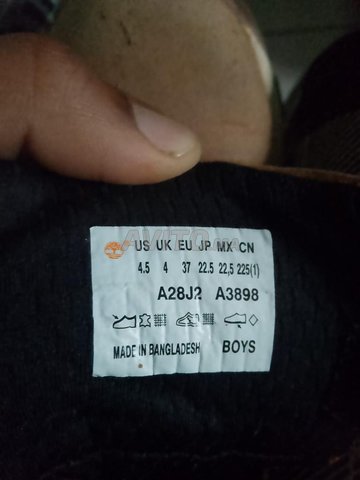 US UK EU JP MX CN
4.5 4 37 22.5 22,5 225(1)
A28J2 A3898
MADE IN BANGLADESH BOYS